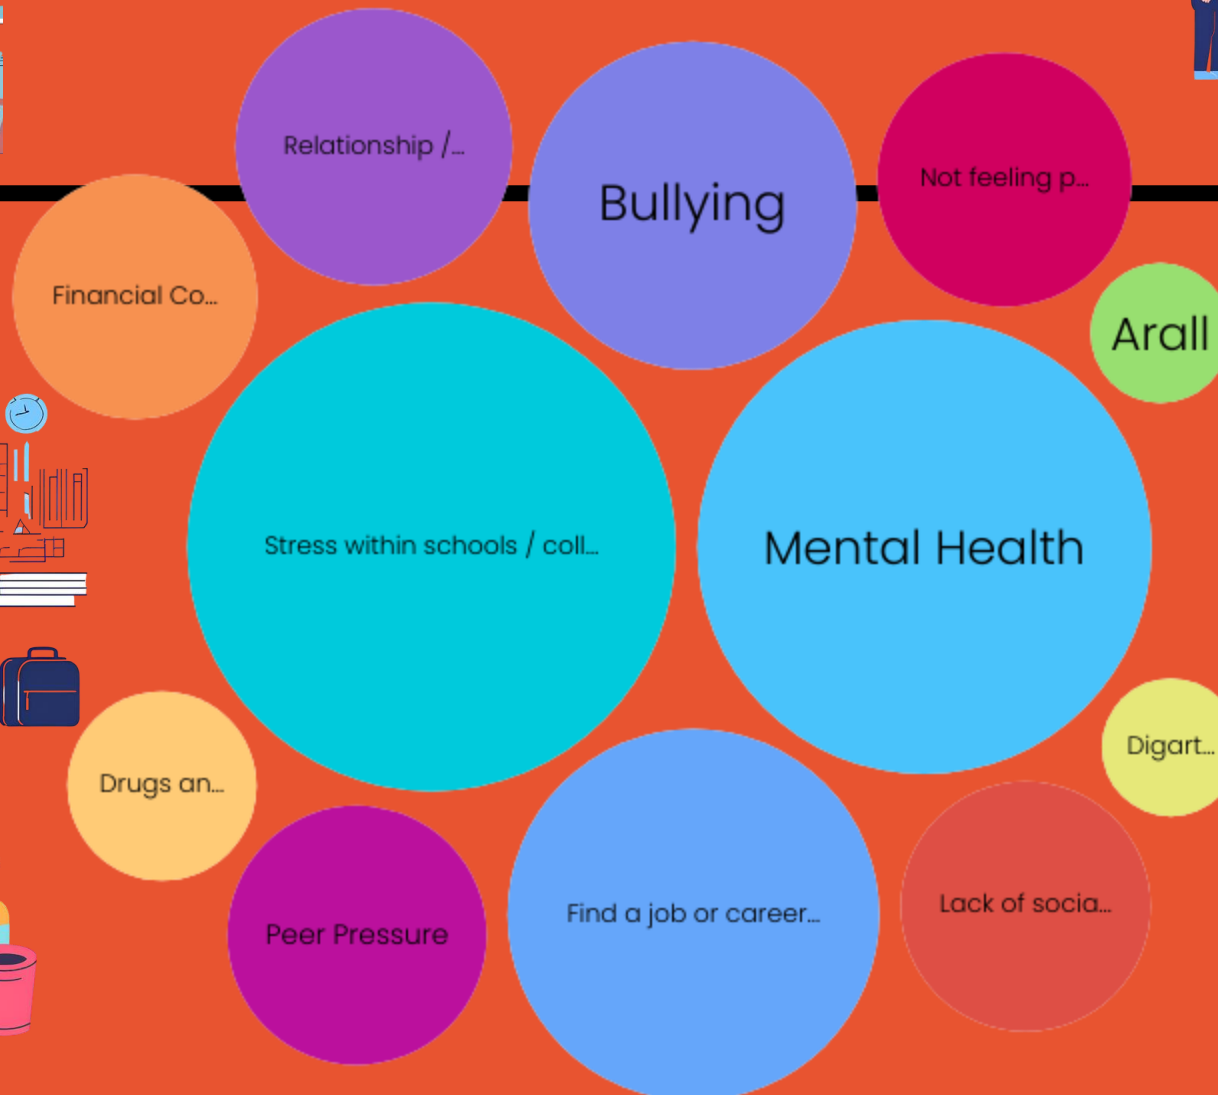 Relationship /...
Bullying
Not feeling p...
Financial Co...
Arall
Stress within schools / coll...
Mental Health
Drugs an...
Digart...
Peer Pressure
Find a job or career...
Lack of socia...